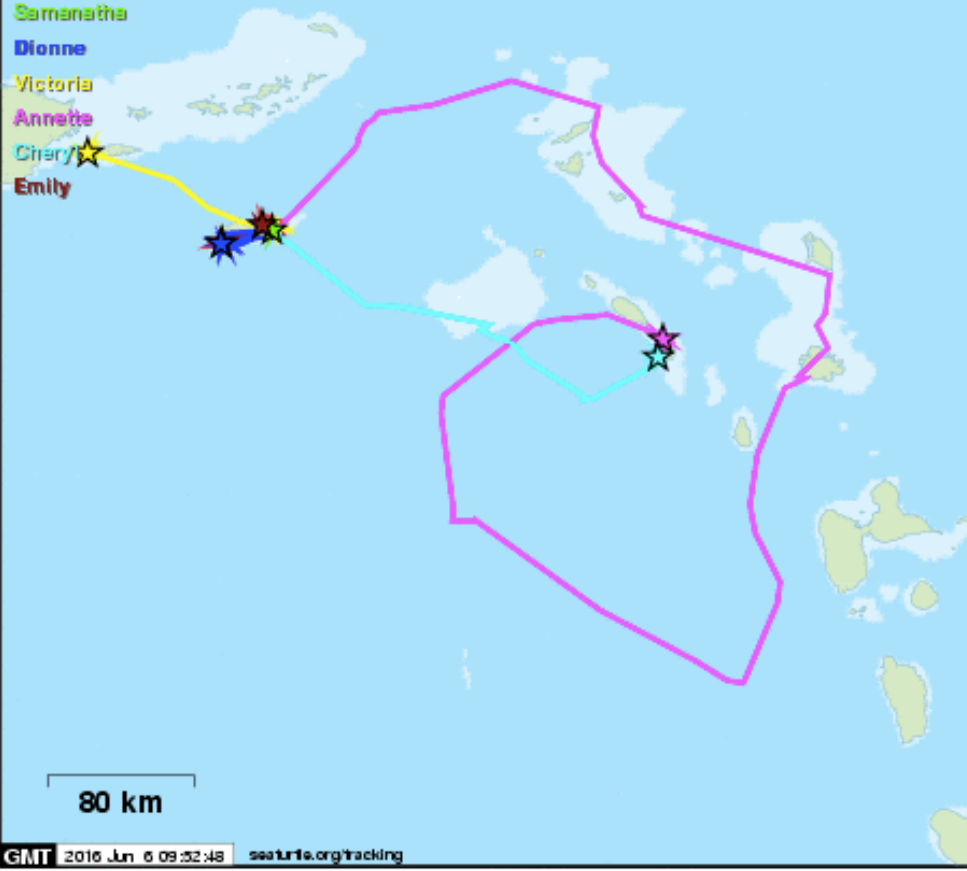 Samanatha
Dionne
Victoria
Annette
Cheryl
Emily
80 km
GMT 2016 Jun 6 09:52:48 seaturtle.org/tracking